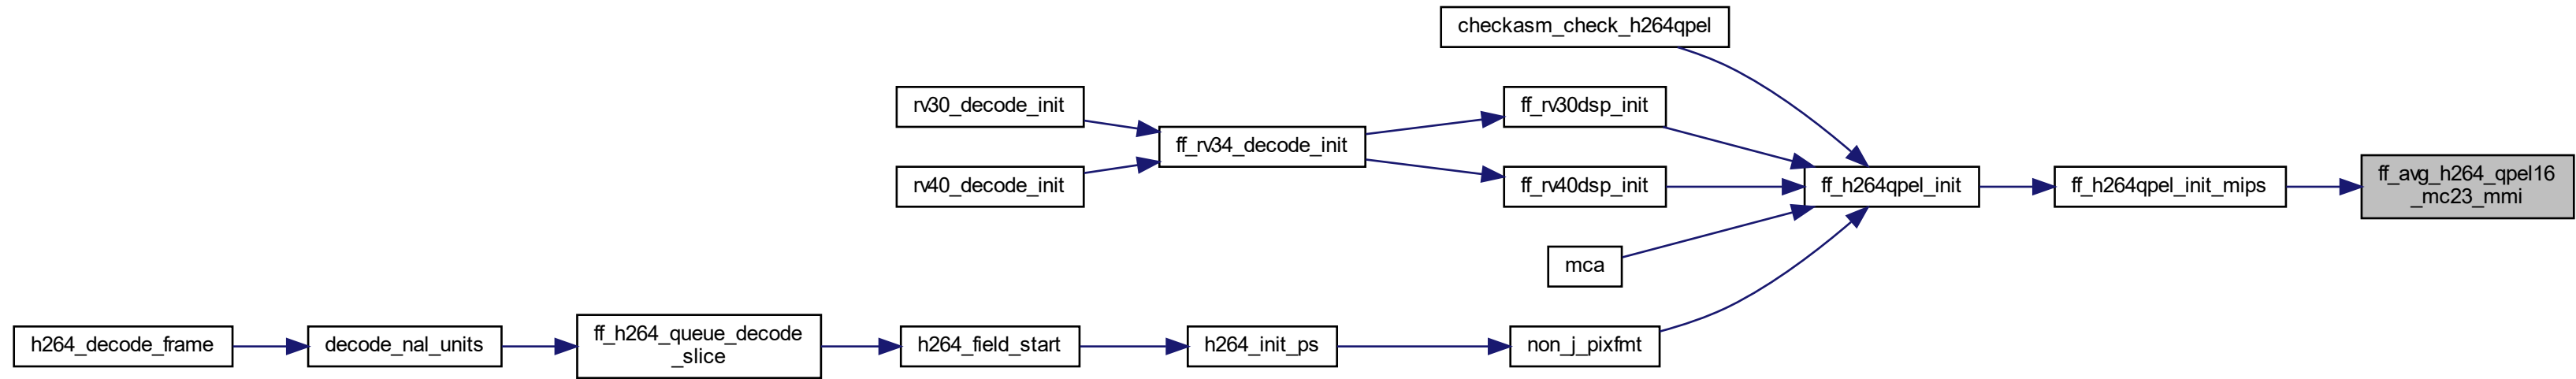 checkasm_check_h264qpel
rv30_decode_init
ff_rv30dsp_init
ff_rv34_decode_init
rv40_decode_init
ff_rv40dsp_init
ff_h264qpel_init
ff_h264qpel_init_mips
ff_avg_h264_qpel16
_mc23_mmi
mca
h264_decode_frame
decode_nal_units
ff_h264_queue_decode
_slice
h264_field_start
h264_init_ps
non_j_pixfmt